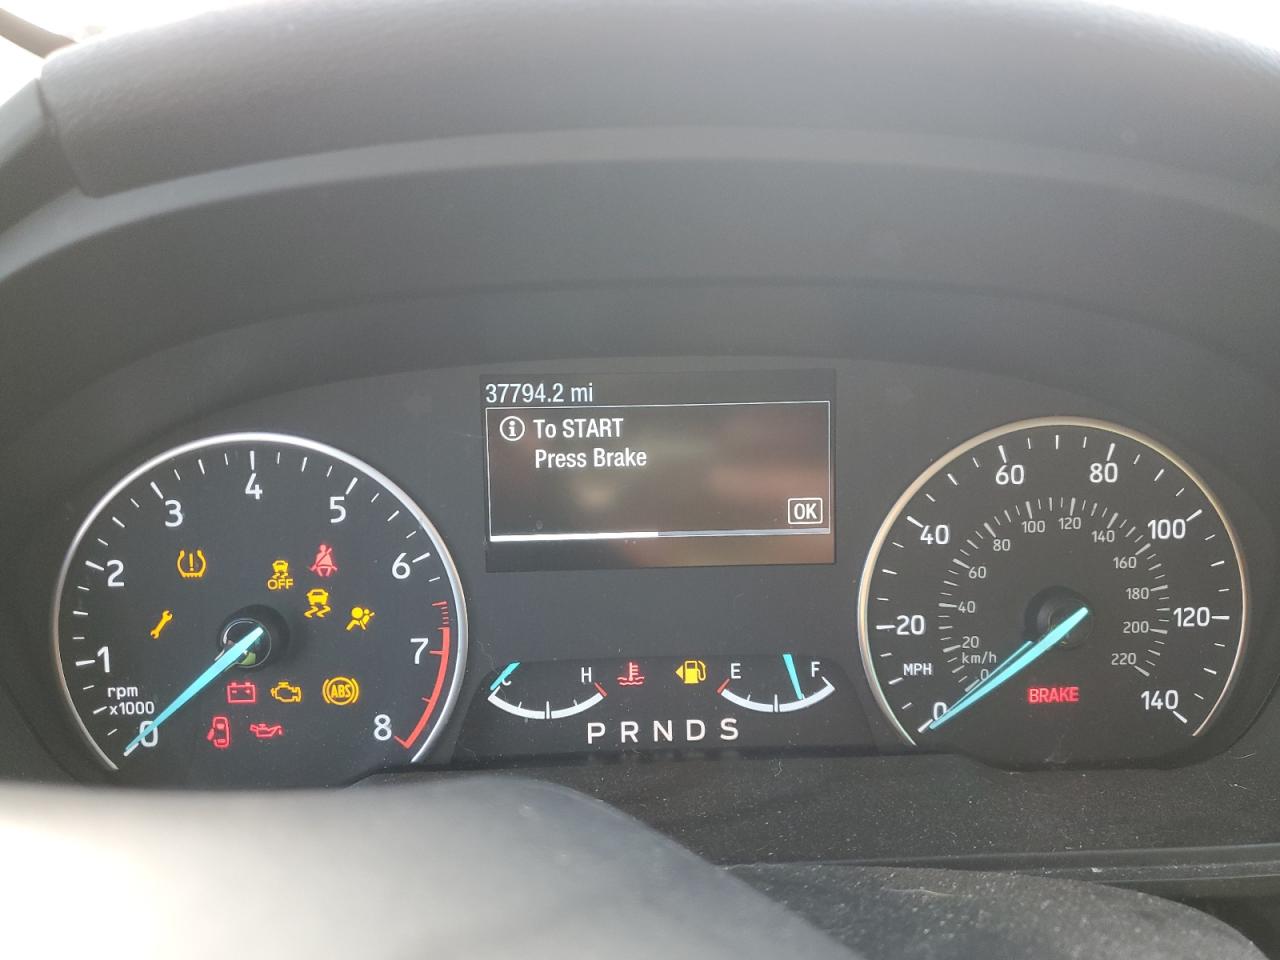 37794.2 mi
To START
Press Brake
OK
0 1 2 3 4 5 6 7 8
rpm
x1000
OFF
ABS
C H
E F
P R N D S
0 20 40 60 80 100 120 140
MPH
0 20 40 60 80 100 120 140 160 180 200 220
km/h
BRAKE